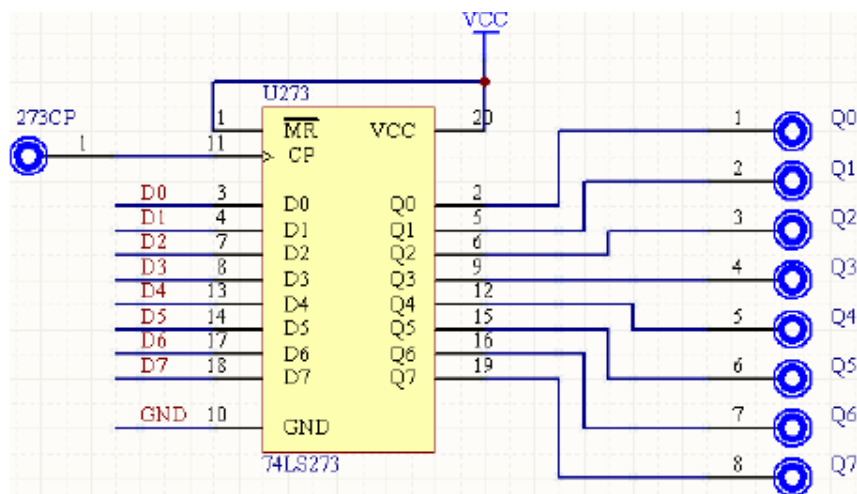 VCC
U273
273CP
1
1
MR
VCC
20
1
Q0
11
CP
2
Q1
D0
3
D0
Q0
2
D1
4
D1
Q1
5
3
Q2
D2
7
D2
Q2
6
D3
8
D3
Q3
9
4
Q3
D4
13
D4
Q4
12
5
Q4
D5
14
D5
Q5
15
D6
17
D6
Q6
16
6
Q5
D7
18
D7
Q7
19
GND
10
GND
7
Q6
74LS273
8
Q7